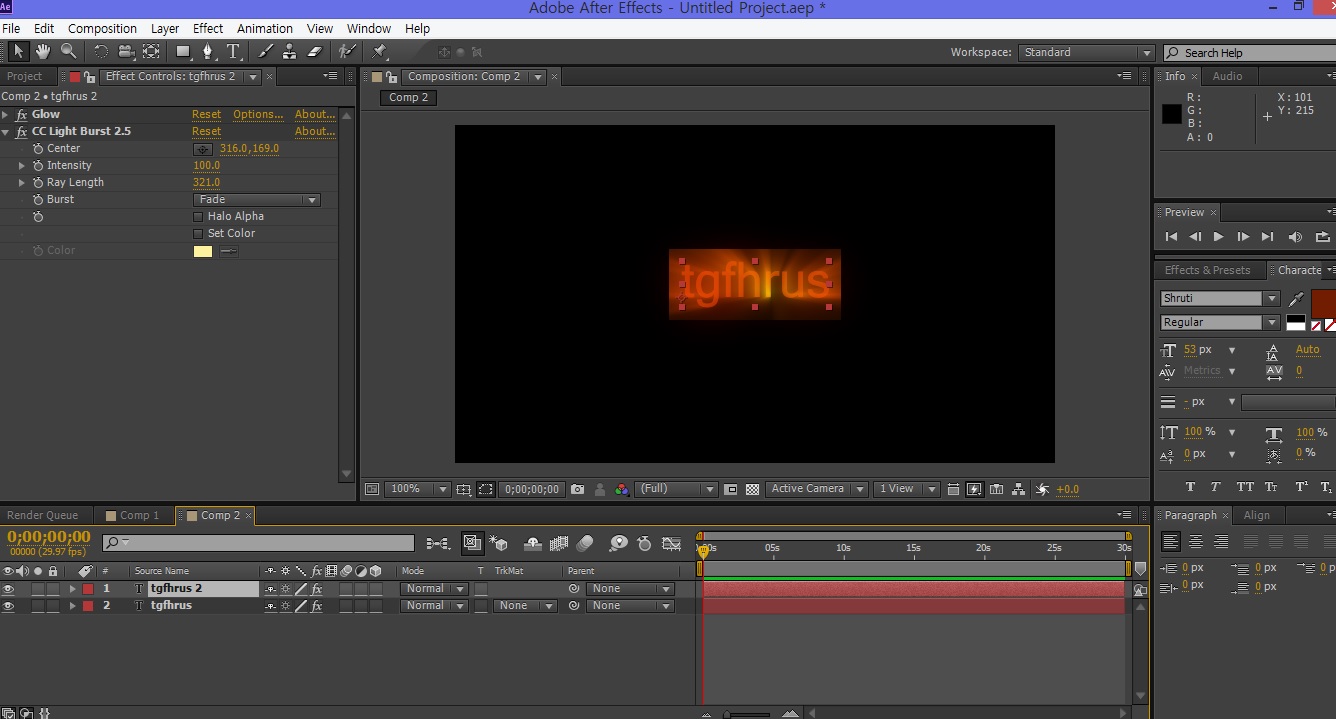 Ae Adobe After Effects - Untitled Project.aep *
File Edit Composition Layer Effect Animation View Window Help
Workspace: Standard Search Help
Project Effect Controls: tgfhrus 2 Composition: Comp 2 Info Audio
Comp 2 • tgfhrus 2 Comp 2
R : X : 101
G : Y : 215
B :
A : 0
fx Glow Reset Options... About...
fx CC Light Burst 2.5 Reset About...
Center 316.0,169.0
Intensity 100.0
Ray Length 321.0
Burst Fade
Halo Alpha
Set Color
Color
tgfhrus
Preview
Effects & Presets Characte
Shruti
Regular
53 px Auto
Metrics 0
- px
100 % 100 %
0 px 0 %
T T TT Tt T¹ T,
100% 0;00;00;00 (Full) Active Camera 1 View +0.0
Render Queue Comp 1 Comp 2 Paragraph Align
0;00;00;00
00000 (29.97 fps)
05s 10s 15s 20s 25s 30s
# Source Name fx Mode T TrkMat Parent
1 T tgfhrus 2 fx Normal None
2 T tgfhrus fx Normal None None
0 px 0 px 0 p
0 px 0 px